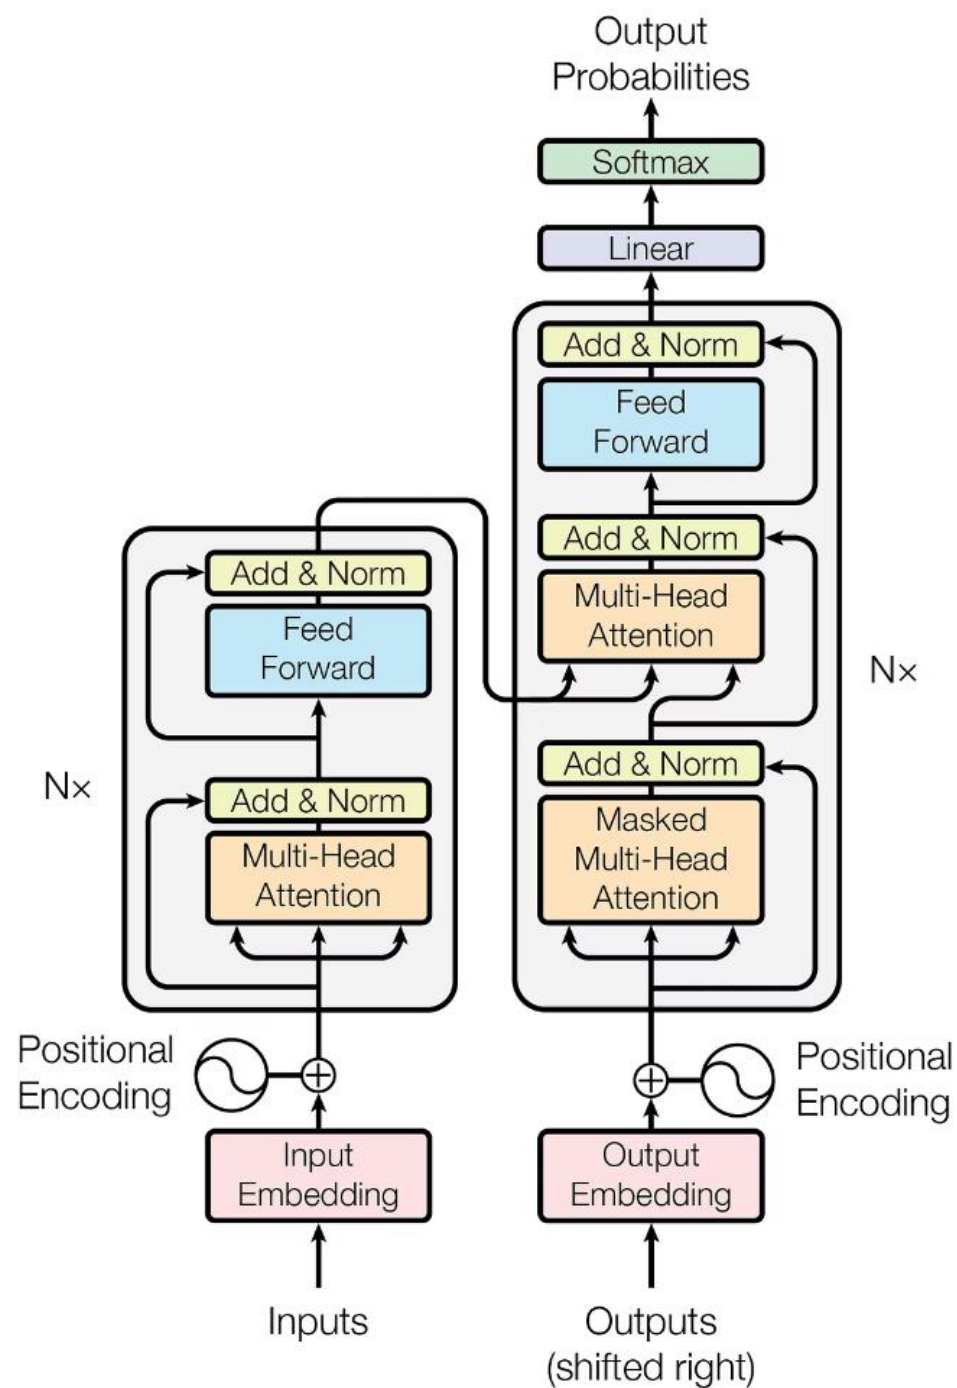 Output
Probabilities
Softmax
Linear
Add & Norm
Feed
Forward
Add & Norm
Multi-Head
Attention
Add & Norm
Masked
Multi-Head
Attention
N×
Add & Norm
Feed
Forward
Add & Norm
Multi-Head
Attention
N×
Positional
Encoding
Positional
Encoding
Input
Embedding
Output
Embedding
Inputs
Outputs
(shifted right)